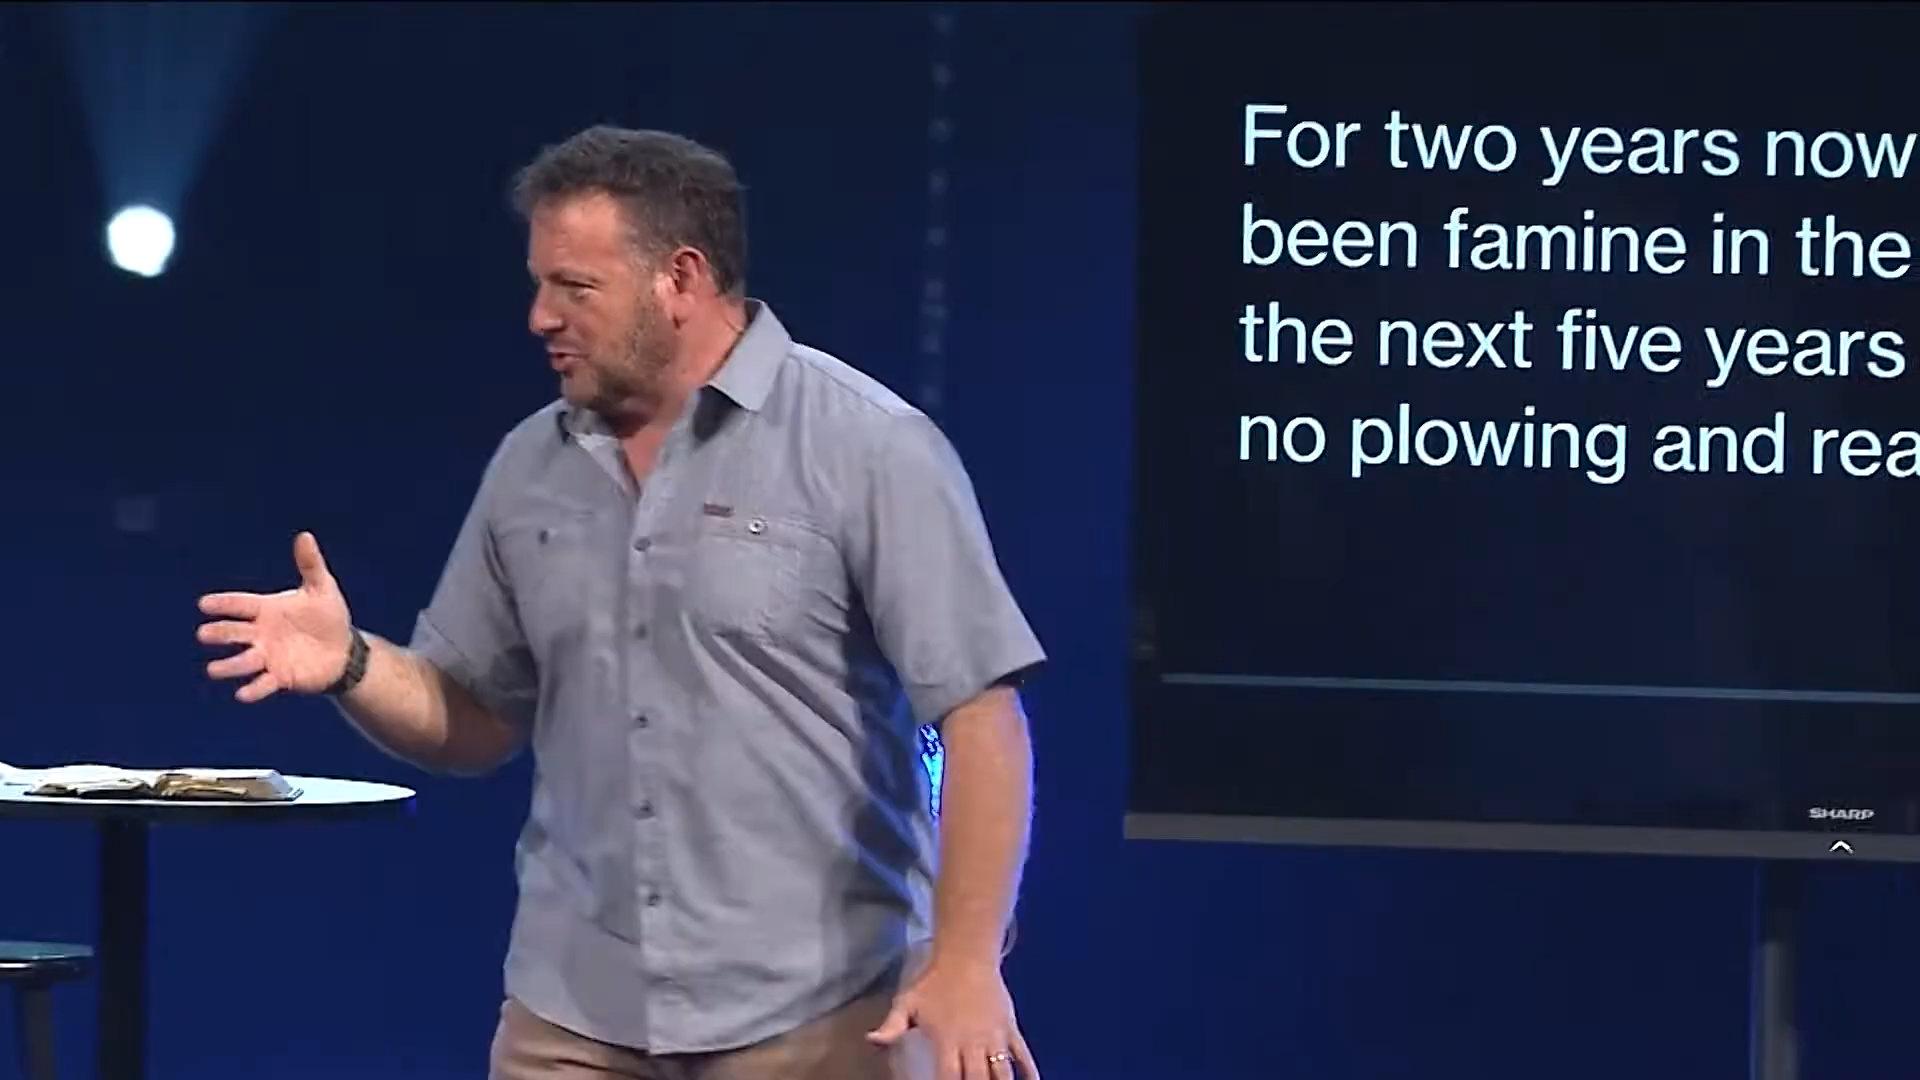 For two years now
been famine in the
the next five years
no plowing and rea
SHARP